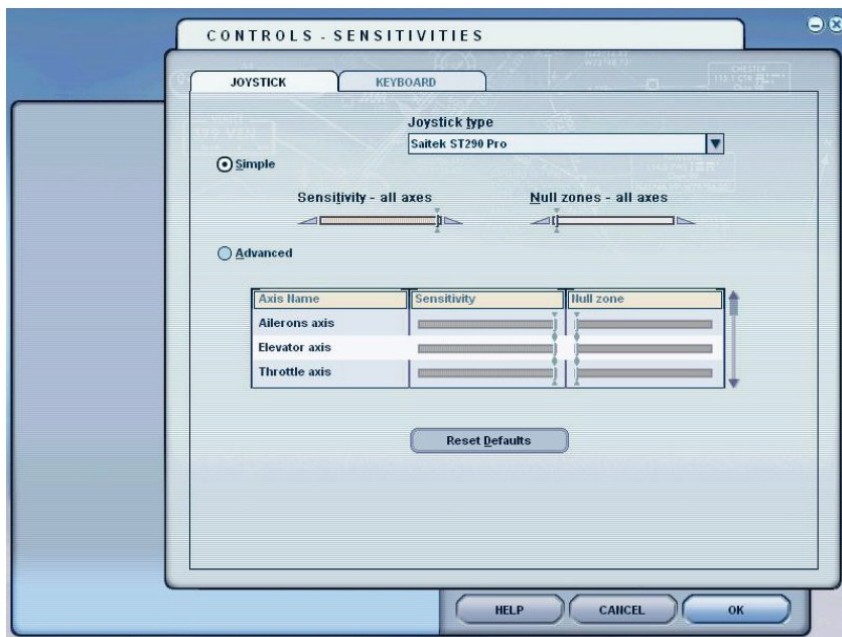 CONTROLS - SENSITIVITIES
JOYSTICK
KEYBOARD
Joystick type
Saitek ST290 Pro
Simple
Sensitivity - all axes
Null zones - all axes
Advanced
Axis Name
Sensitivity
Null zone
Ailerons axis
Elevator axis
Throttle axis
Reset Defaults
HELP
CANCEL
OK